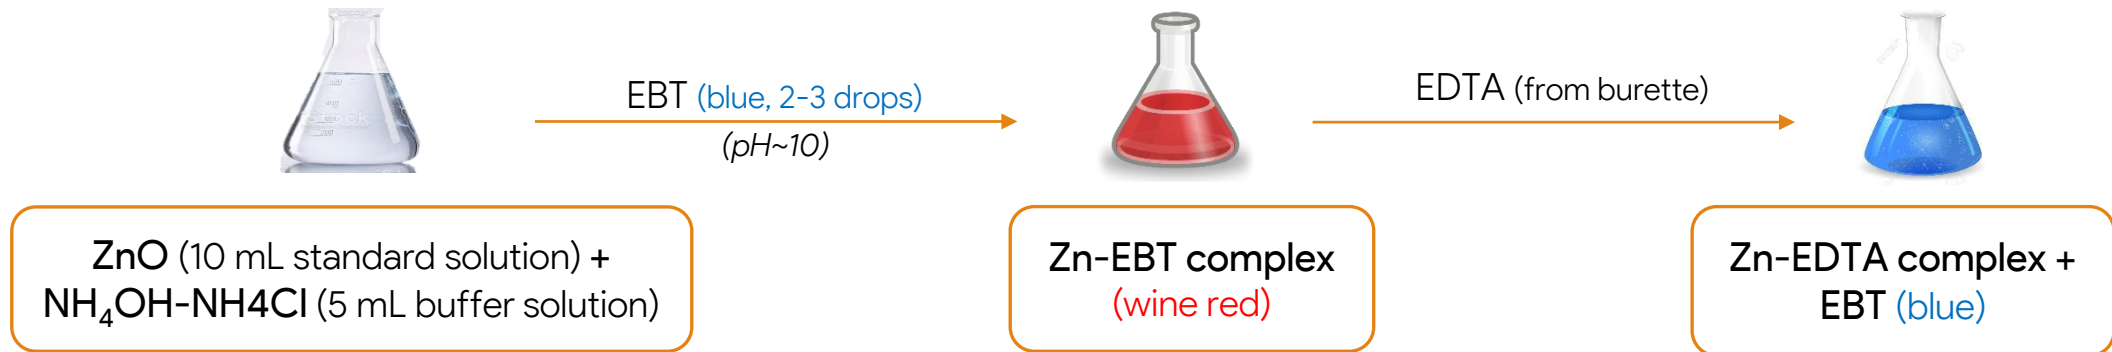 EBT (blue, 2-3 drops)
(pH~10)
EDTA (from burette)
ZnO (10 mL standard solution) +
NH₄OH-NH4Cl (5 mL buffer solution)
Zn-EBT complex
(wine red)
Zn-EDTA complex +
EBT (blue)